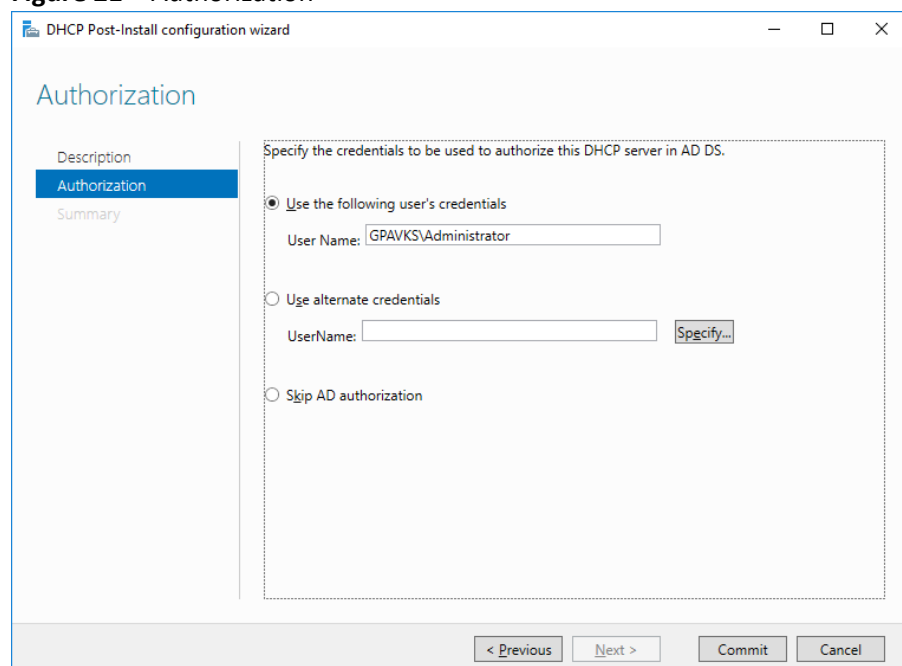 DHCP Post-Install configuration wizard
Authorization
Description
Authorization
Summary
Specify the credentials to be used to authorize this DHCP server in AD DS.
Use the following user's credentials
User Name: GPAVKS\Administrator
Use alternate credentials
UserName:
Specify...
Skip AD authorization
< Previous
Next >
Commit
Cancel